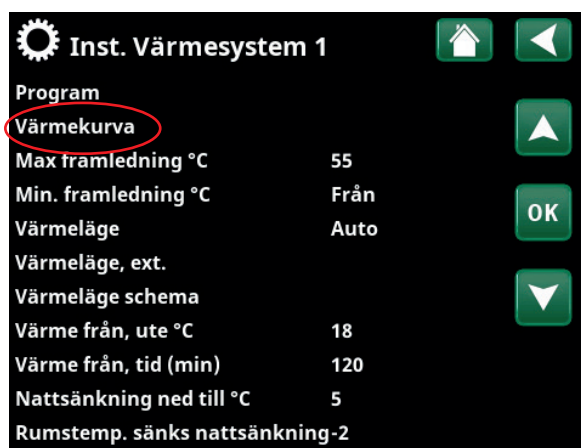 Inst. Värmesystem 1
Program
Värmekurva
Max framledning °C 55
Min. framledning °C Från
Värmeläge Auto
Värmeläge, ext.
Värmeläge schema
Värme från, ute °C 18
Värme från, tid (min) 120
Nattsänkning ned till °C 5
Rumstemp. sänks nattsänkning -2
OK